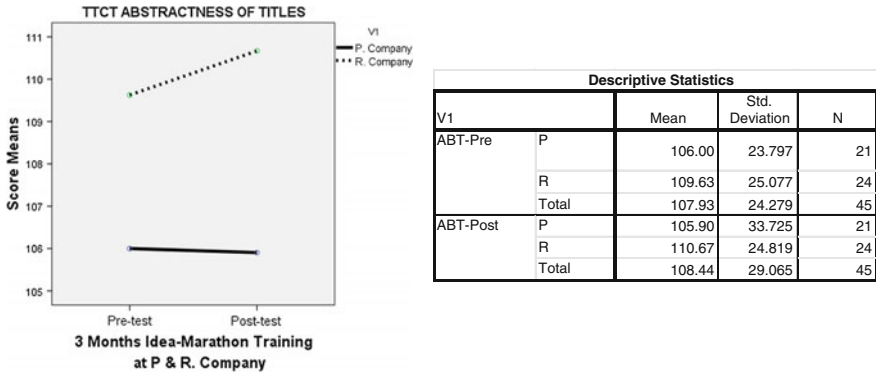 TTCT ABSTRACTNESS OF TITLES
V1
P. Company
R. Company
111
110
109
108
107
106
105
Score Means
Pre-test Post-test
3 Months Idea-Marathon Training
at P & R. Company
Descriptive Statistics
V1 Mean Std. Deviation N
ABT-Pre P 106.00 23.797 21
R 109.63 25.077 24
Total 107.93 24.279 45
ABT-Post P 105.90 33.725 21
R 110.67 24.819 24
Total 108.44 29.065 45